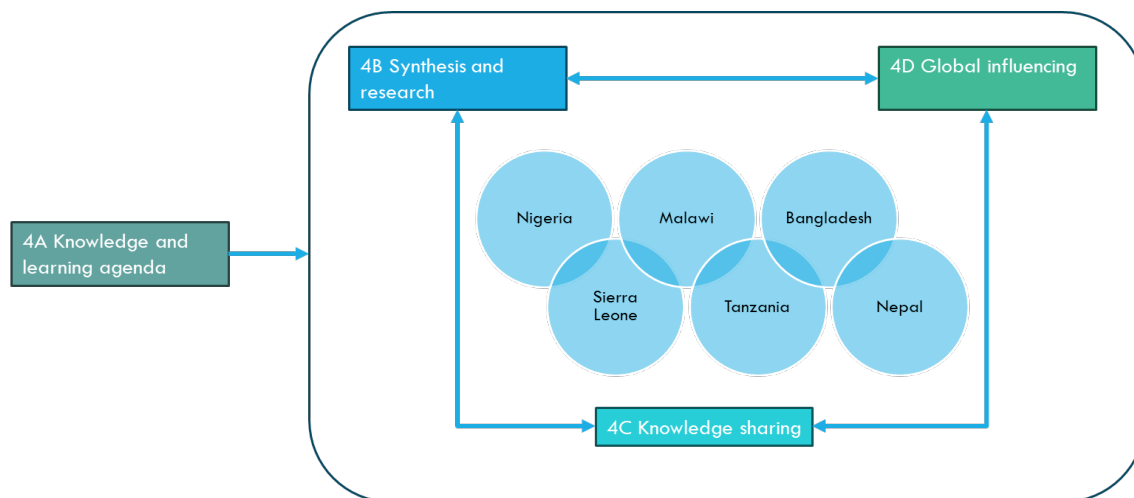 4B Synthesis and
research
4D Global influencing
4A Knowledge and
learning agenda
Nigeria
Malawi
Bangladesh
Sierra
Leone
Tanzania
Nepal
4C Knowledge sharing